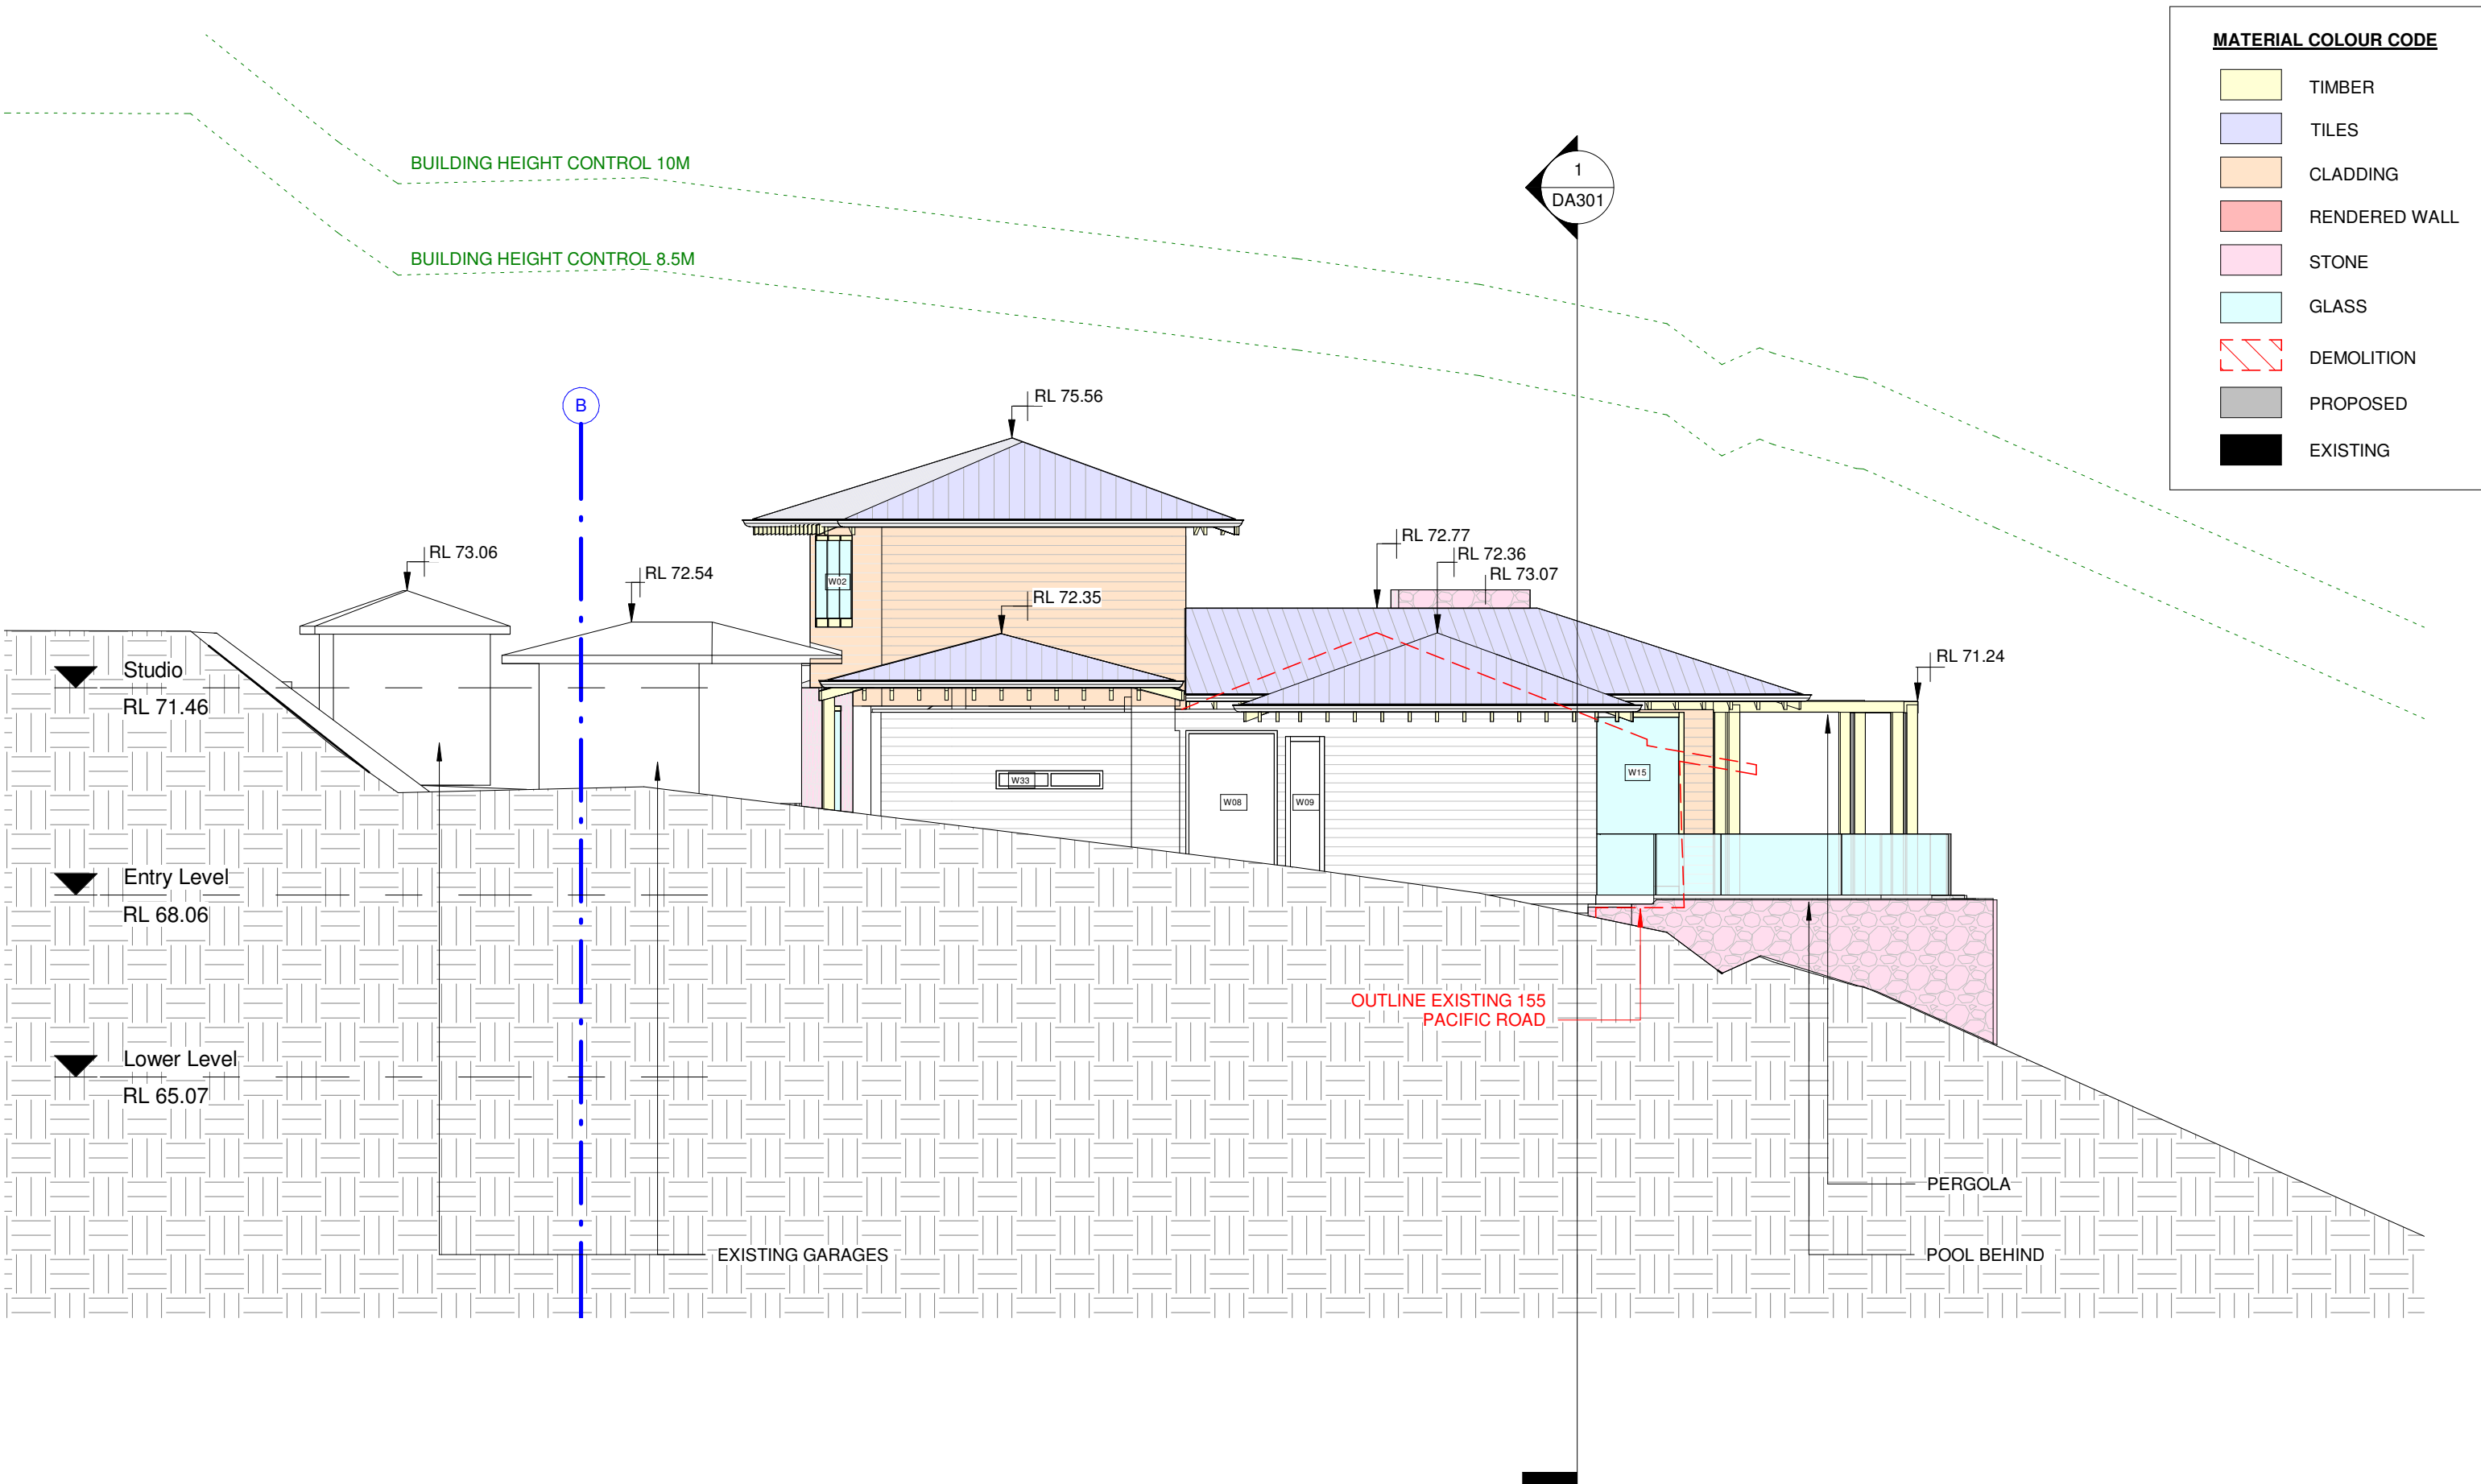 MATERIAL COLOUR CODE
TIMBER
TILES
CLADDING
RENDERED WALL
STONE
GLASS
DEMOLITION
PROPOSED
EXISTING
BUILDING HEIGHT CONTROL 10M
1
DA301
BUILDING HEIGHT CONTROL 8.5M
B
RL 75.56
RL 73.06
RL 72.54
W02
RL 72.35
RL 72.77
RL 72.36
RL 73.07
RL 71.24
Studio
RL 71.46
W33
W08
W09
W15
Entry Level
RL 68.06
OUTLINE EXISTING 155
PACIFIC ROAD
Lower Level
RL 65.07
PERGOLA
EXISTING GARAGES
POOL BEHIND